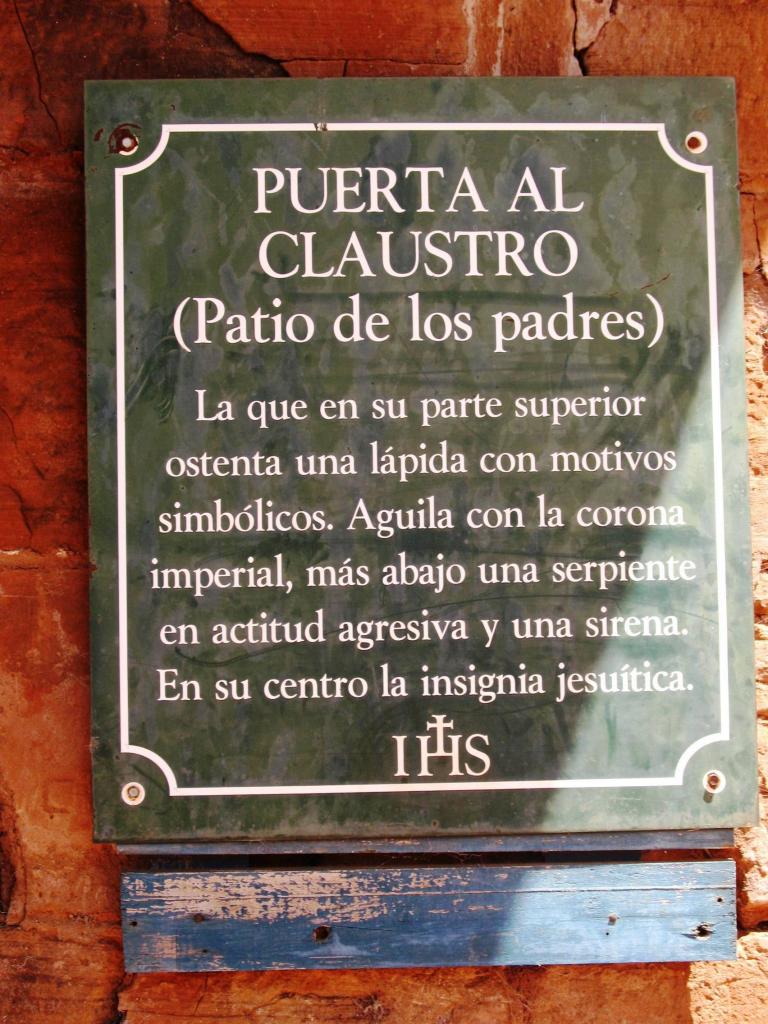 PUERTA AL
CLAUSTRO
(Patio de los padres)
La que en su parte superior
ostenta una lápida con motivos
simbólicos. Aguila con la corona
imperial, más abajo una serpiente
en actitud agresiva y una sirena.
En su centro la insignia jesuítica.
IHS